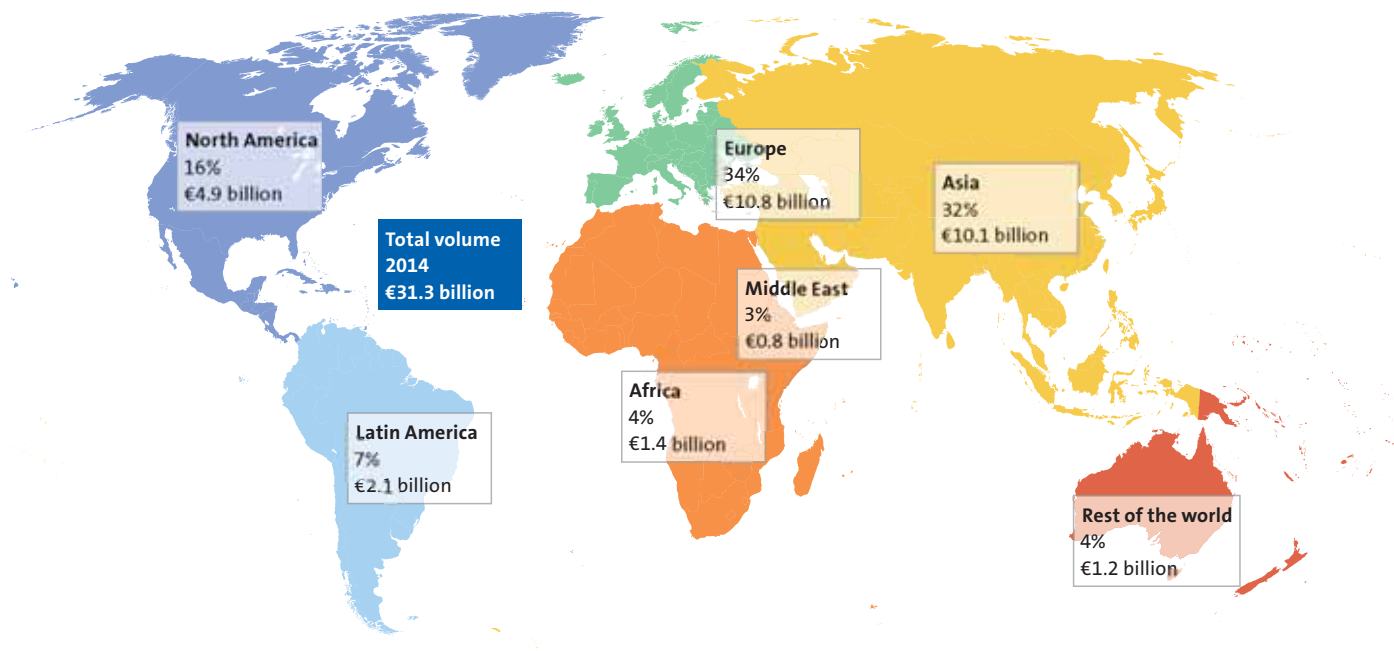 North America
16%
€4.9 billion
Total volume
2014
€31.3 billion
Europe
34%
€10.8 billion
Asia
32%
€10.1 billion
Middle East
3%
€0.8 billion
Africa
4%
€1.4 billion
Latin America
7%
€2.1 billion
Rest of the world
4%
€1.2 billion